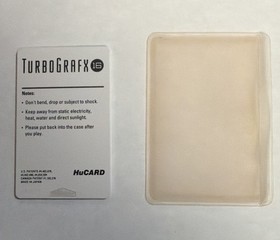 TURBOGRAFX 16
Notes:
• Don't bend, drop or subject to shock.
• Keep away from static electricity,
heat, water and direct sunlight.
• Please put back into the case after
you play.
HuCARD